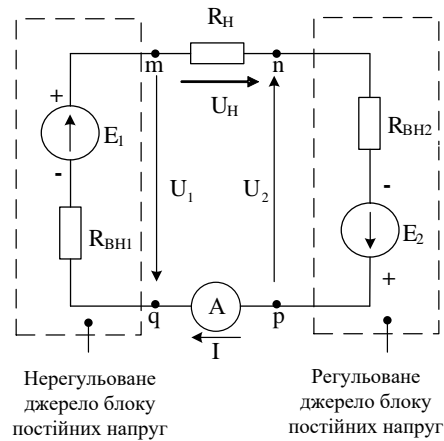 R_H
m
n
+
U_H
E_1
-
R_BH1
U_1
U_2
R_BH2
-
E_2
+
q
A
p
I
Нерегульоване
джерело блоку
постійних напруг
Регульоване
джерело блоку
постійних напруг